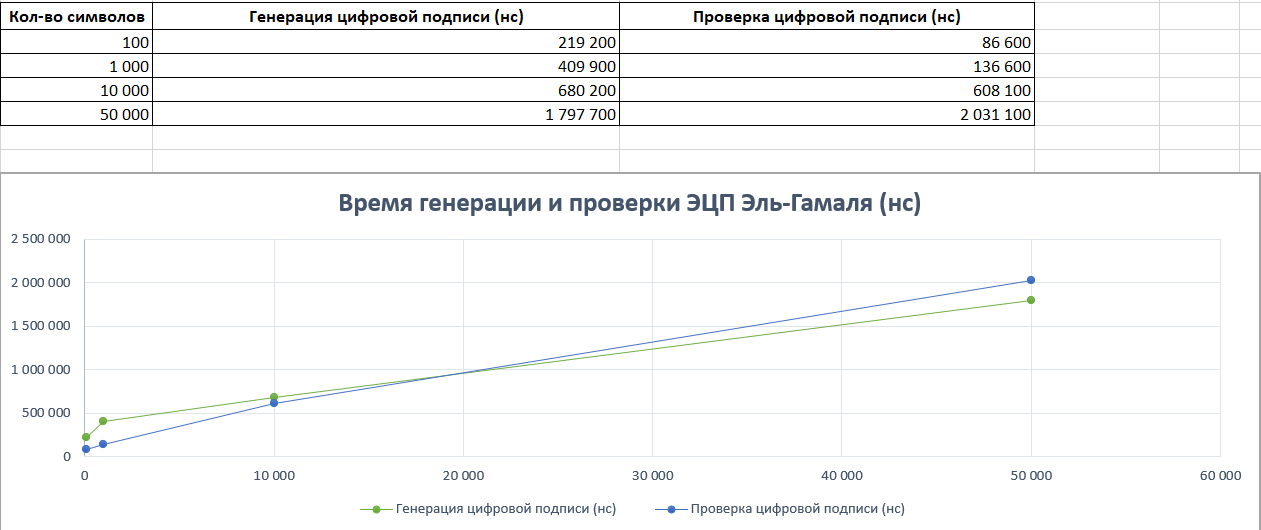 Кол-во символов Генерация цифровой подписи (нс) Проверка цифровой подписи (нс)
100 219 200 86 600
1 000 409 900 136 600
10 000 680 200 608 100
50 000 1 797 700 2 031 100
Время генерации и проверки ЭЦП Эль-Гамаля (нс)
2 500 000
2 000 000
1 500 000
1 000 000
500 000
0
0 10 000 20 000 30 000 40 000 50 000 60 000
Генерация цифровой подписи (нс) Проверка цифровой подписи (нс)